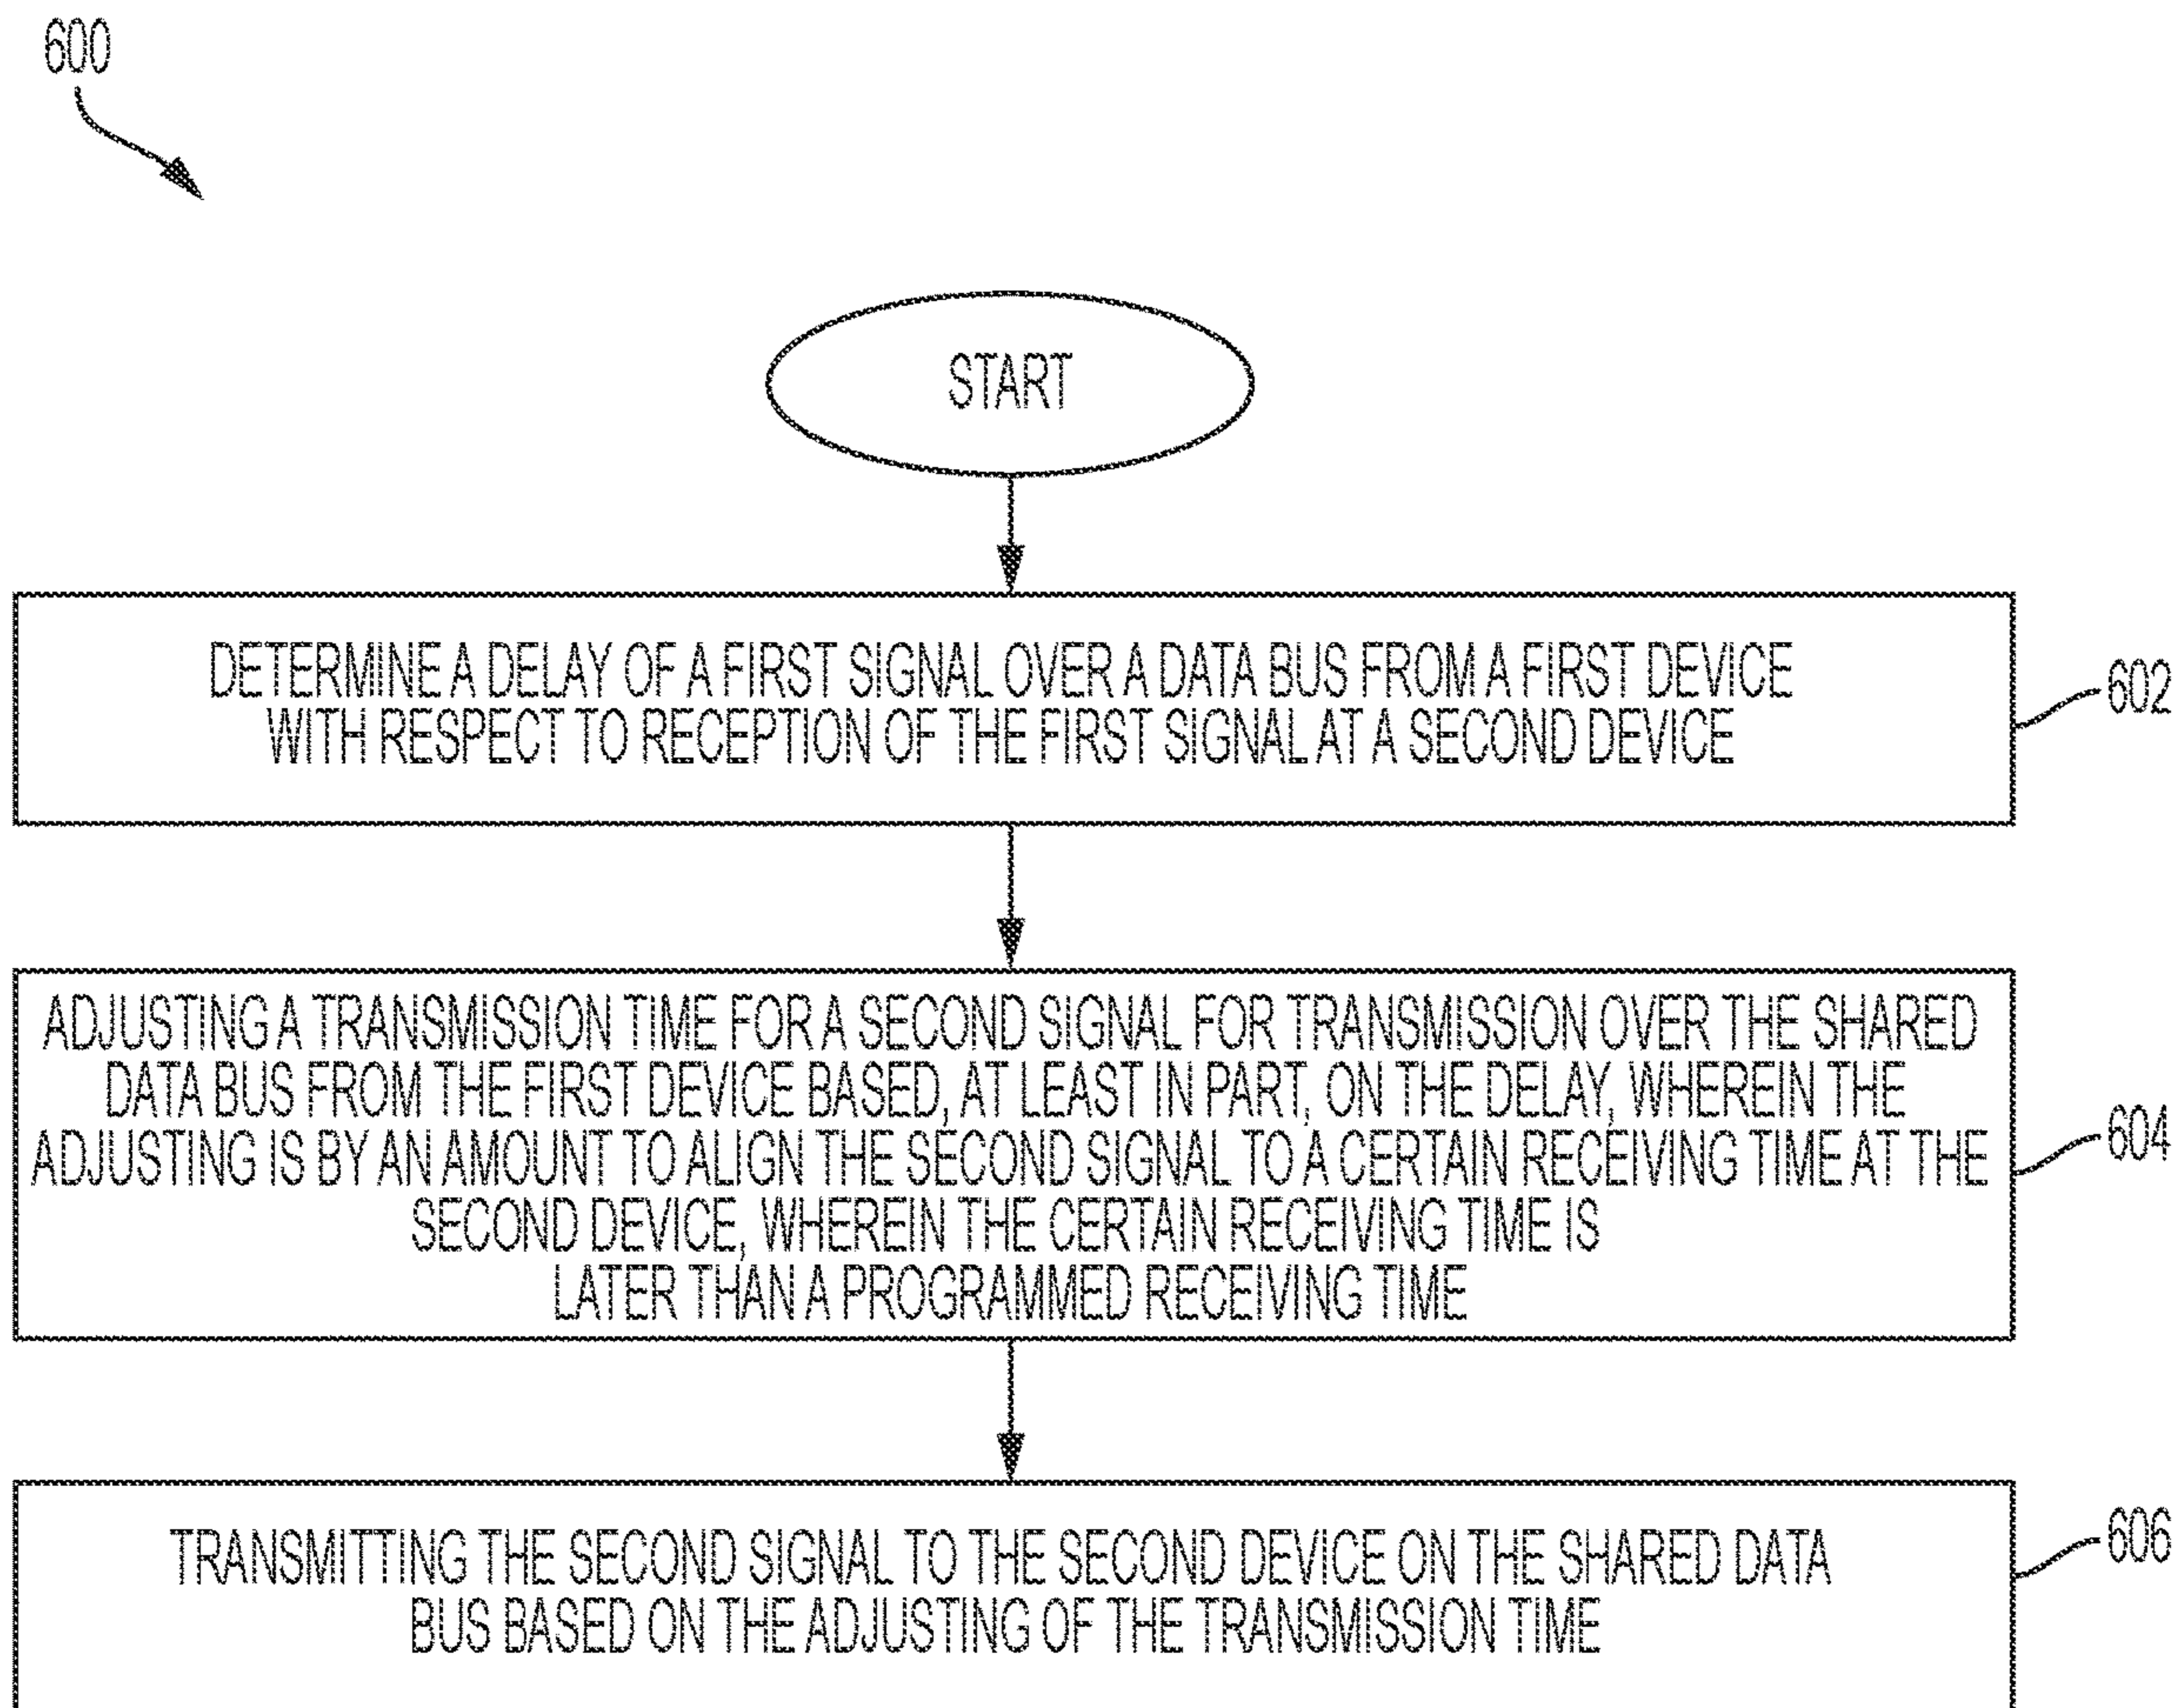 600
START
DETERMINE A DELAY OF A FIRST SIGNAL OVER A DATA BUS FROM A FIRST DEVICE
WITH RESPECT TO RECEPTION OF THE FIRST SIGNAL AT A SECOND DEVICE
602
ADJUSTING A TRANSMISSION TIME FOR A SECOND SIGNAL FOR TRANSMISSION OVER THE SHARED
DATA BUS FROM THE FIRST DEVICE BASED, AT LEAST IN PART, ON THE DELAY, WHEREIN THE
ADJUSTING IS BY AN AMOUNT TO ALIGN THE SECOND SIGNAL TO A CERTAIN RECEIVING TIME AT THE
SECOND DEVICE, WHEREIN THE CERTAIN RECEIVING TIME IS
LATER THAN A PROGRAMMED RECEIVING TIME
604
TRANSMITTING THE SECOND SIGNAL TO THE SECOND DEVICE ON THE SHARED DATA
BUS BASED ON THE ADJUSTING OF THE TRANSMISSION TIME
606